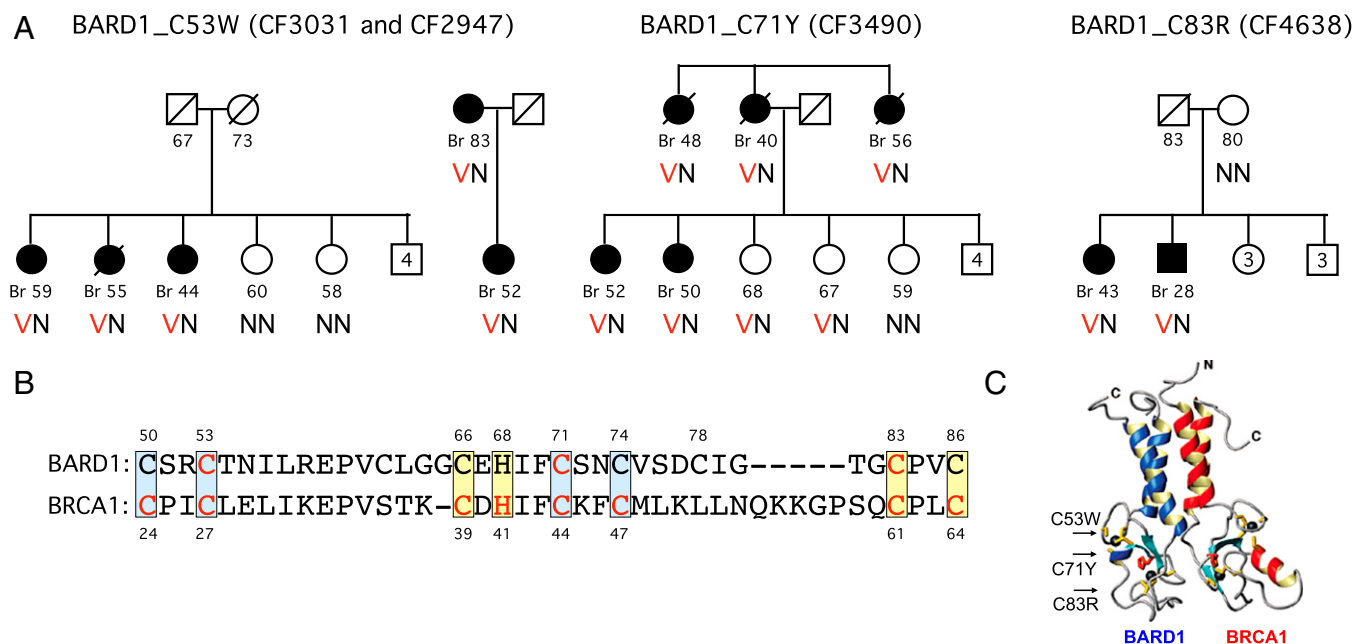 A
BARD1_C53W (CF3031 and CF2947)
BARD1_C71Y (CF3490)
BARD1_C83R (CF4638)
67 73
Br 83
VN
Br 48 Br 40 Br 56
VN VN VN
83 80
NN
4
4
3
3
Br 59 Br 55 Br 44 60 58
VN VN VN NN NN
Br 52
VN
Br 52 Br 50 68 67 59
VN VN VN VN NN
Br 43 Br 28
VN VN
B
50 53 66 68 71 74 78 83 86
BARD1: CSRCTNILREPVCLGGCEHIFCSNCVSDCIG-----TGCPVC
BRCA1: CPICLELIKEPVSTK-CDHIFCKFCMLKLLNQKKGPSQCPLC
24 27 39 41 44 47 61 64
C
N
C
C
C53W
C71Y
C83R
BARD1 BRCA1